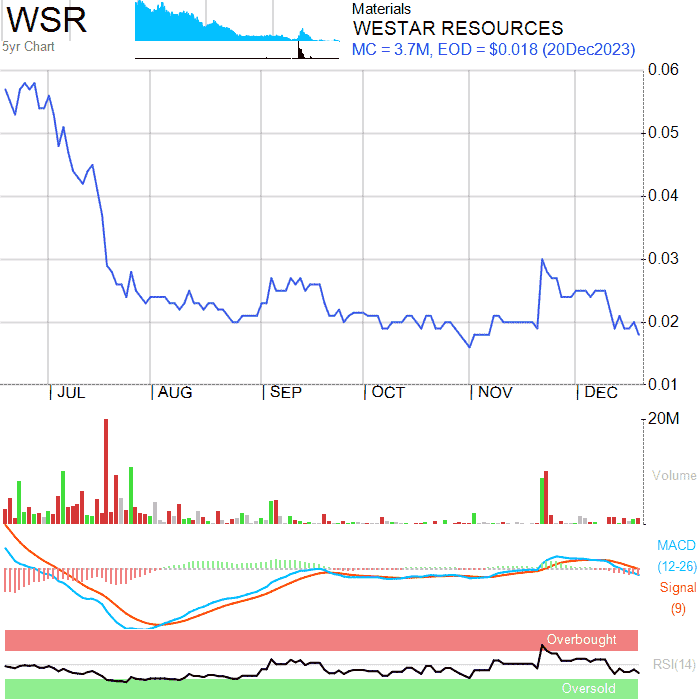 WSR
5yr Chart
Materials
WESTAR RESOURCES
MC = 3.7M, EOD = $0.018 (20Dec2023)
0.06
0.05
0.04
0.03
0.02
0.01
JUL AUG SEP OCT NOV DEC
20M
Volume
MACD
(12-26)
Signal
(9)
Overbought
RSI(14)
Oversold